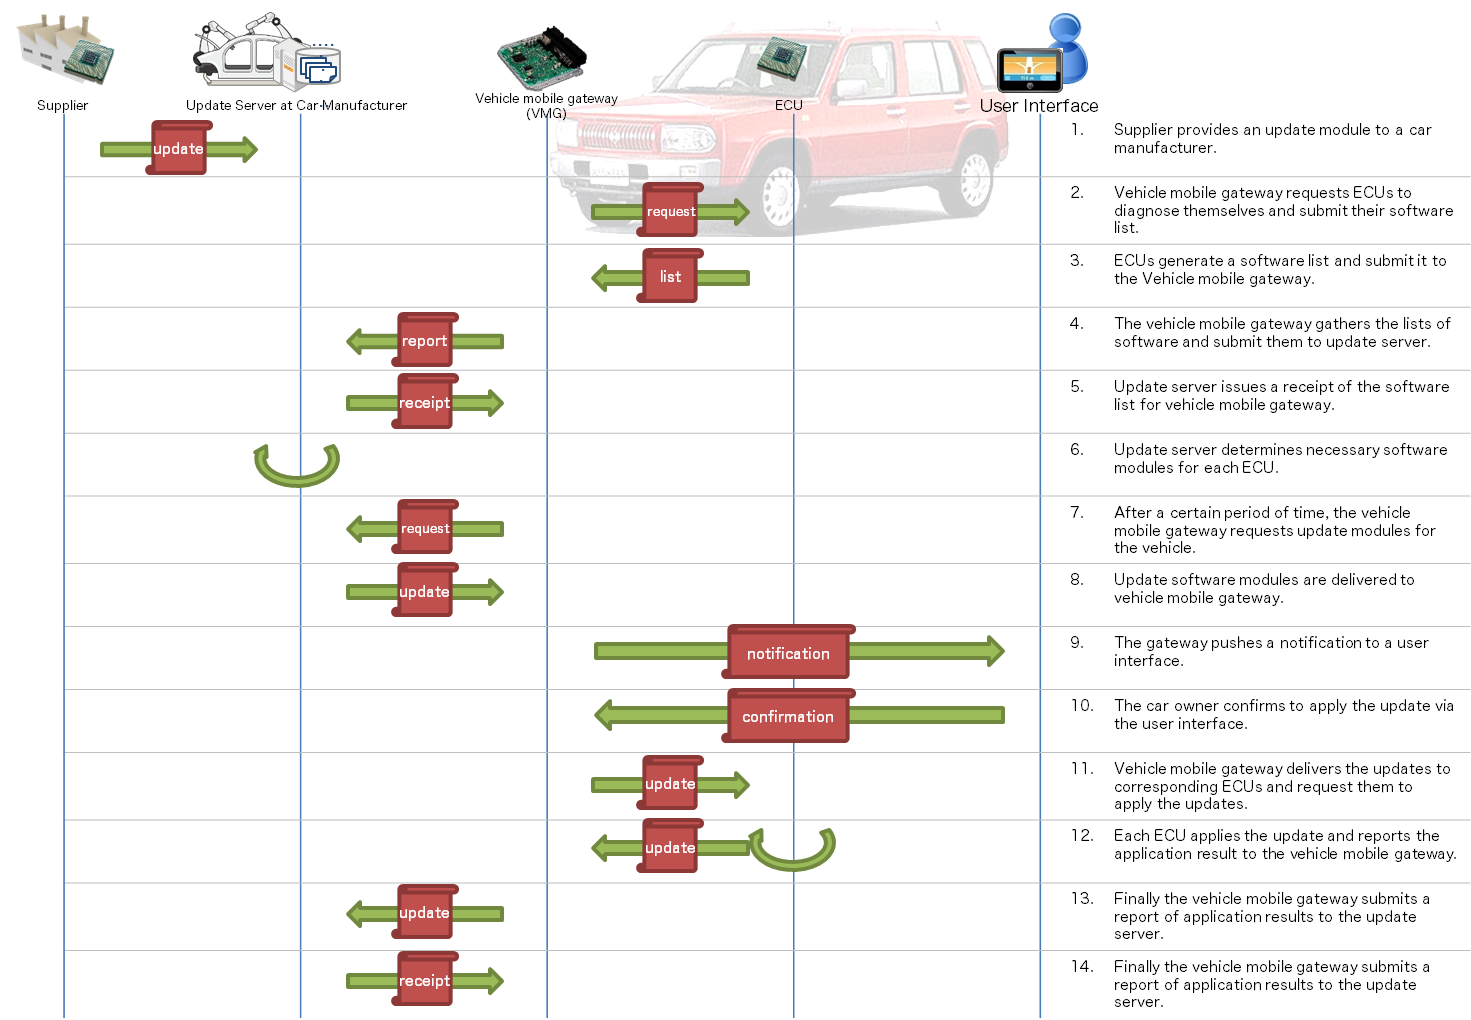 Supplier
Update Server at Car Manufacturer
Vehicle mobile gateway
(VMG)
ECU
User Interface
update
1. Supplier provides an update module to a car
manufacturer.
request
2. Vehicle mobile gateway requests ECUs to
diagnose themselves and submit their software
list.
list
3. ECUs generate a software list and submit it to
the Vehicle mobile gateway.
report
4. The vehicle mobile gateway gathers the lists of
software and submit them to update server.
receipt
5. Update server issues a receipt of the software
list for vehicle mobile gateway.
6. Update server determines necessary software
modules for each ECU.
request
7. After a certain period of time, the vehicle
mobile gateway requests update modules for
the vehicle.
update
8. Update software modules are delivered to
vehicle mobile gateway.
notification
9. The gateway pushes a notification to a user
interface.
confirmation
10. The car owner confirms to apply the update via
the user interface.
update
11. Vehicle mobile gateway delivers the updates to
corresponding ECUs and request them to
apply the updates.
update
12. Each ECU applies the update and reports the
application result to the vehicle mobile gateway.
update
13. Finally the vehicle mobile gateway submits a
report of application results to the update
server.
receipt
14. Finally the vehicle mobile gateway submits a
report of application results to the update
server.